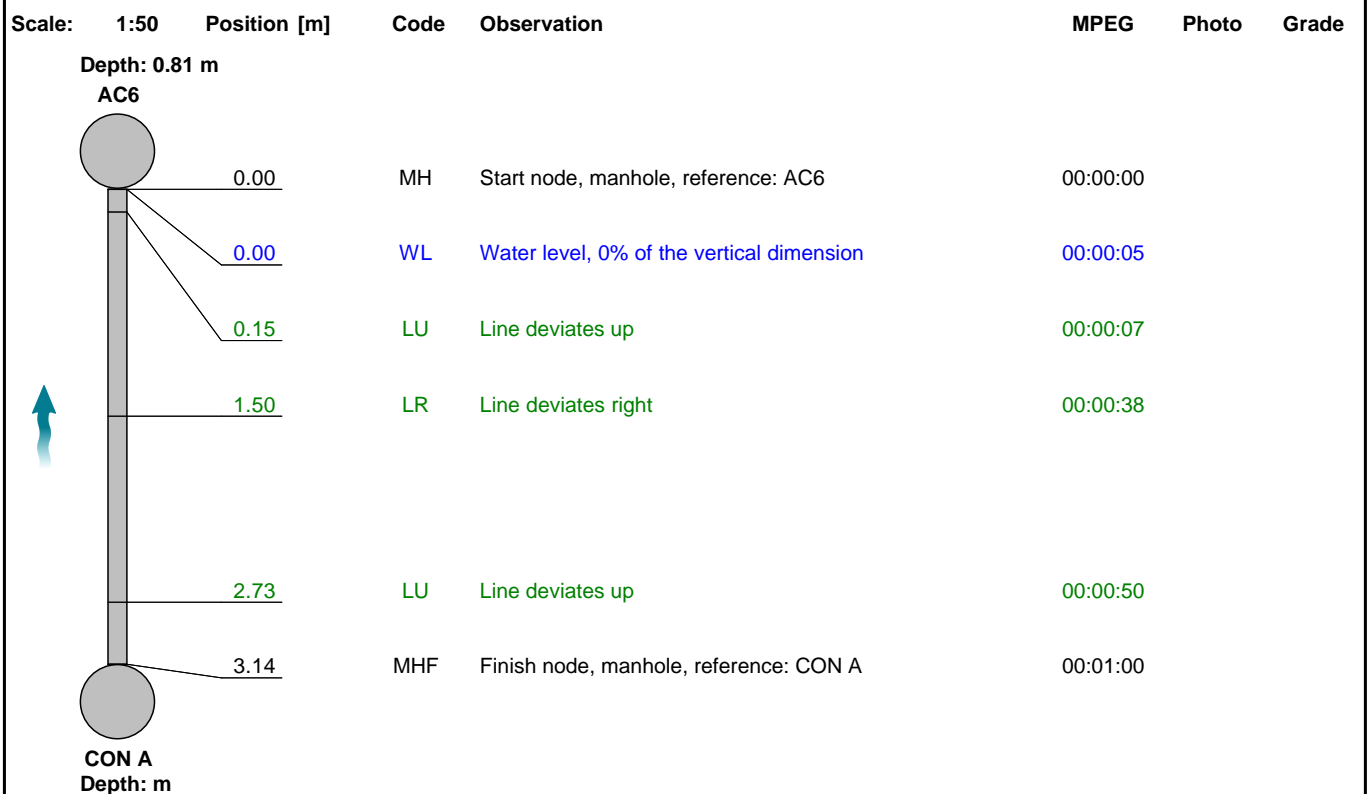 Scale: 1:50 Position [m] Code Observation MPEG Photo Grade
Depth: 0.81 m
AC6
0.00 MH Start node, manhole, reference: AC6 00:00:00
0.00 WL Water level, 0% of the vertical dimension 00:00:05
0.15 LU Line deviates up 00:00:07
1.50 LR Line deviates right 00:00:38
2.73 LU Line deviates up 00:00:50
3.14 MHF Finish node, manhole, reference: CON A 00:01:00
CON A
Depth: m